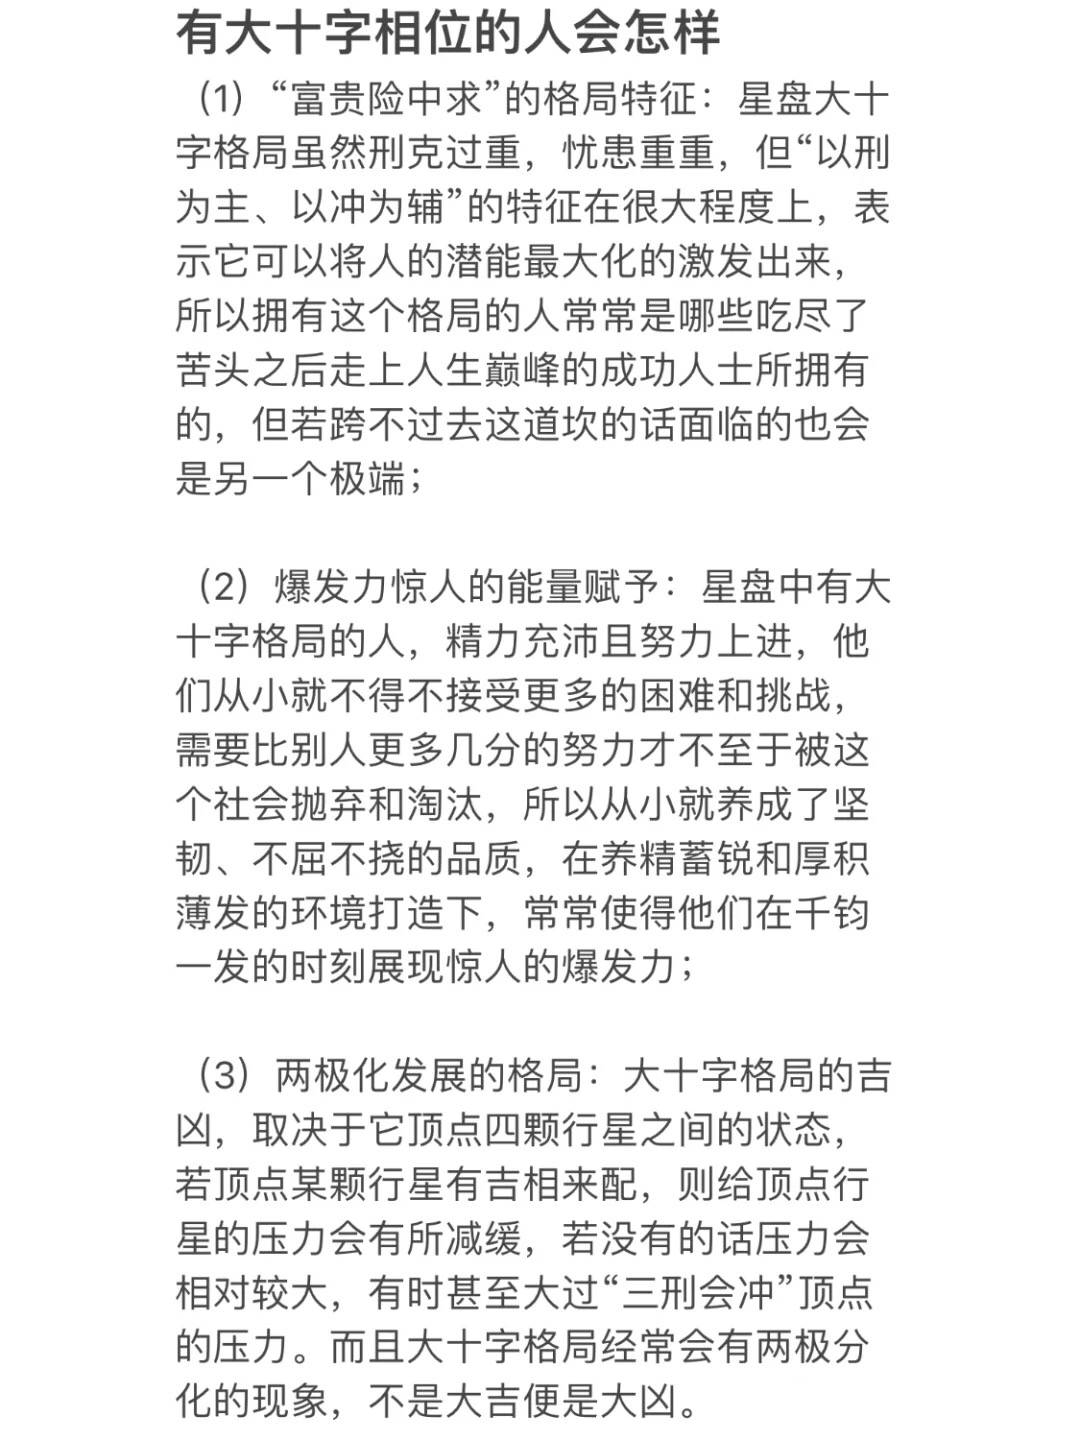 有大十字相位的人会怎样
（1）“富贵险中求”的格局特征：星盘大十
字格局虽然刑克过重，忧患重重，但“以刑
为主、以冲为辅”的特征在很大程度上，表
示它可以将人的潜能最大化的激发出来，
所以拥有这个格局的人常常是哪些吃尽了
苦头之后走上人生巅峰的成功人士所拥有
的，但若跨不过去这道坎的话面临的也会
是另一个极端；
（2）爆发力惊人的能量赋予：星盘中有大
十字格局的人，精力充沛且努力上进，他
们从小就不得不接受更多的困难和挑战，
需要比别人更多几分的努力才不至于被这
个社会抛弃和淘汰，所以从小就养成了坚
韧、不屈不挠的品质，在养精蓄锐和厚积
薄发的环境打造下，常常使得他们在千钧
一发的时刻展现惊人的爆发力；
（3）两极化发展的格局：大十字格局的吉
凶，取决于它顶点四颗行星之间的状态，
若顶点某颗行星有吉相来配，则给顶点行
星的压力会有所减缓，若没有的话压力会
相对较大，有时甚至大过“三刑会冲”顶点
的压力。而且大十字格局经常会有两极分
化的现象，不是大吉便是大凶。